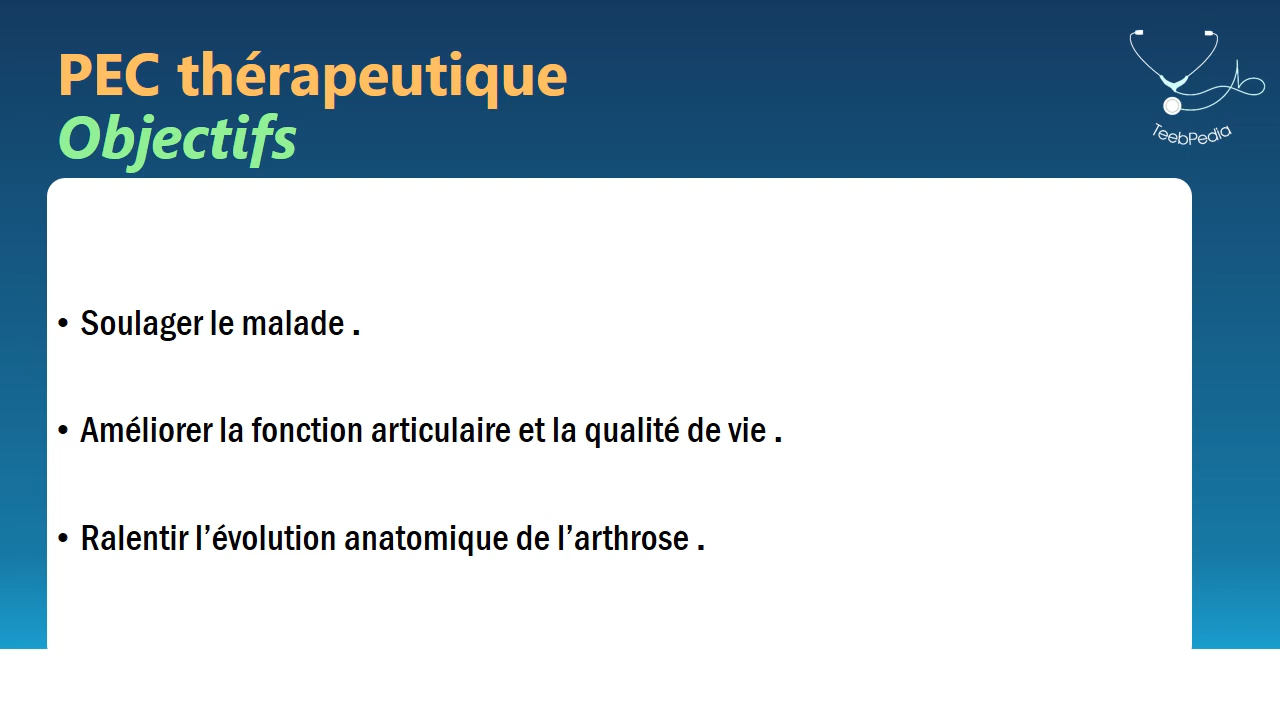 PEC thérapeutique
Objectifs
TeebPedia
• Soulager le malade .
• Améliorer la fonction articulaire et la qualité de vie .
• Ralentir l’évolution anatomique de l’arthrose .